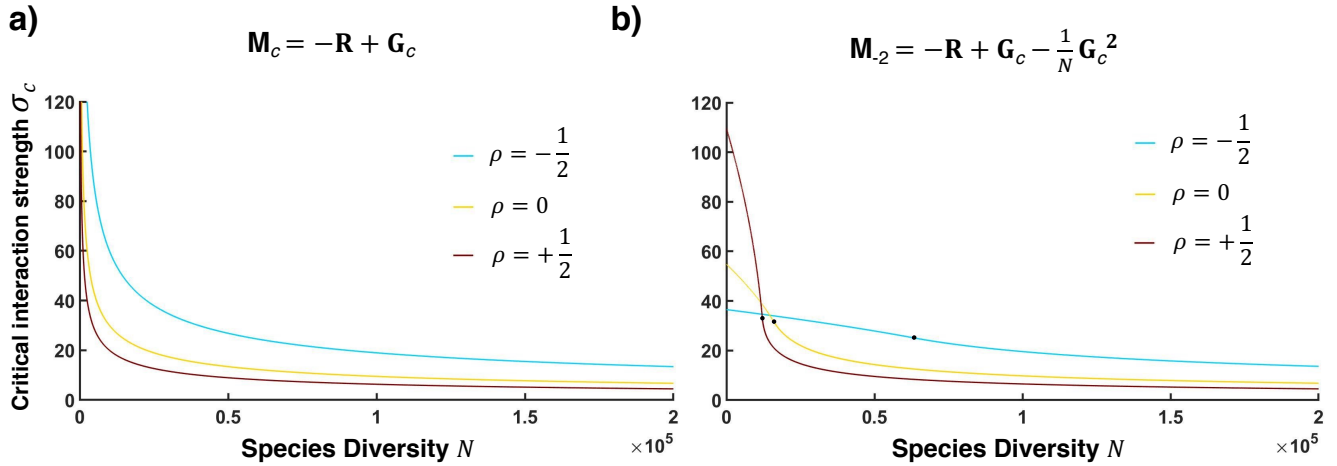 a)
M_c = −R + G_c
Critical interaction strength σ_c
120
100
80
60
40
20
0
0
0.5
1
1.5
2
×10^5
Species Diversity N
ρ = −1/2
ρ = 0
ρ = +1/2
b)
M_-2 = −R + G_c − 1/N G_c^2
120
100
80
60
40
20
0
0
0.5
1
1.5
2
×10^5
Species Diversity N
ρ = −1/2
ρ = 0
ρ = +1/2